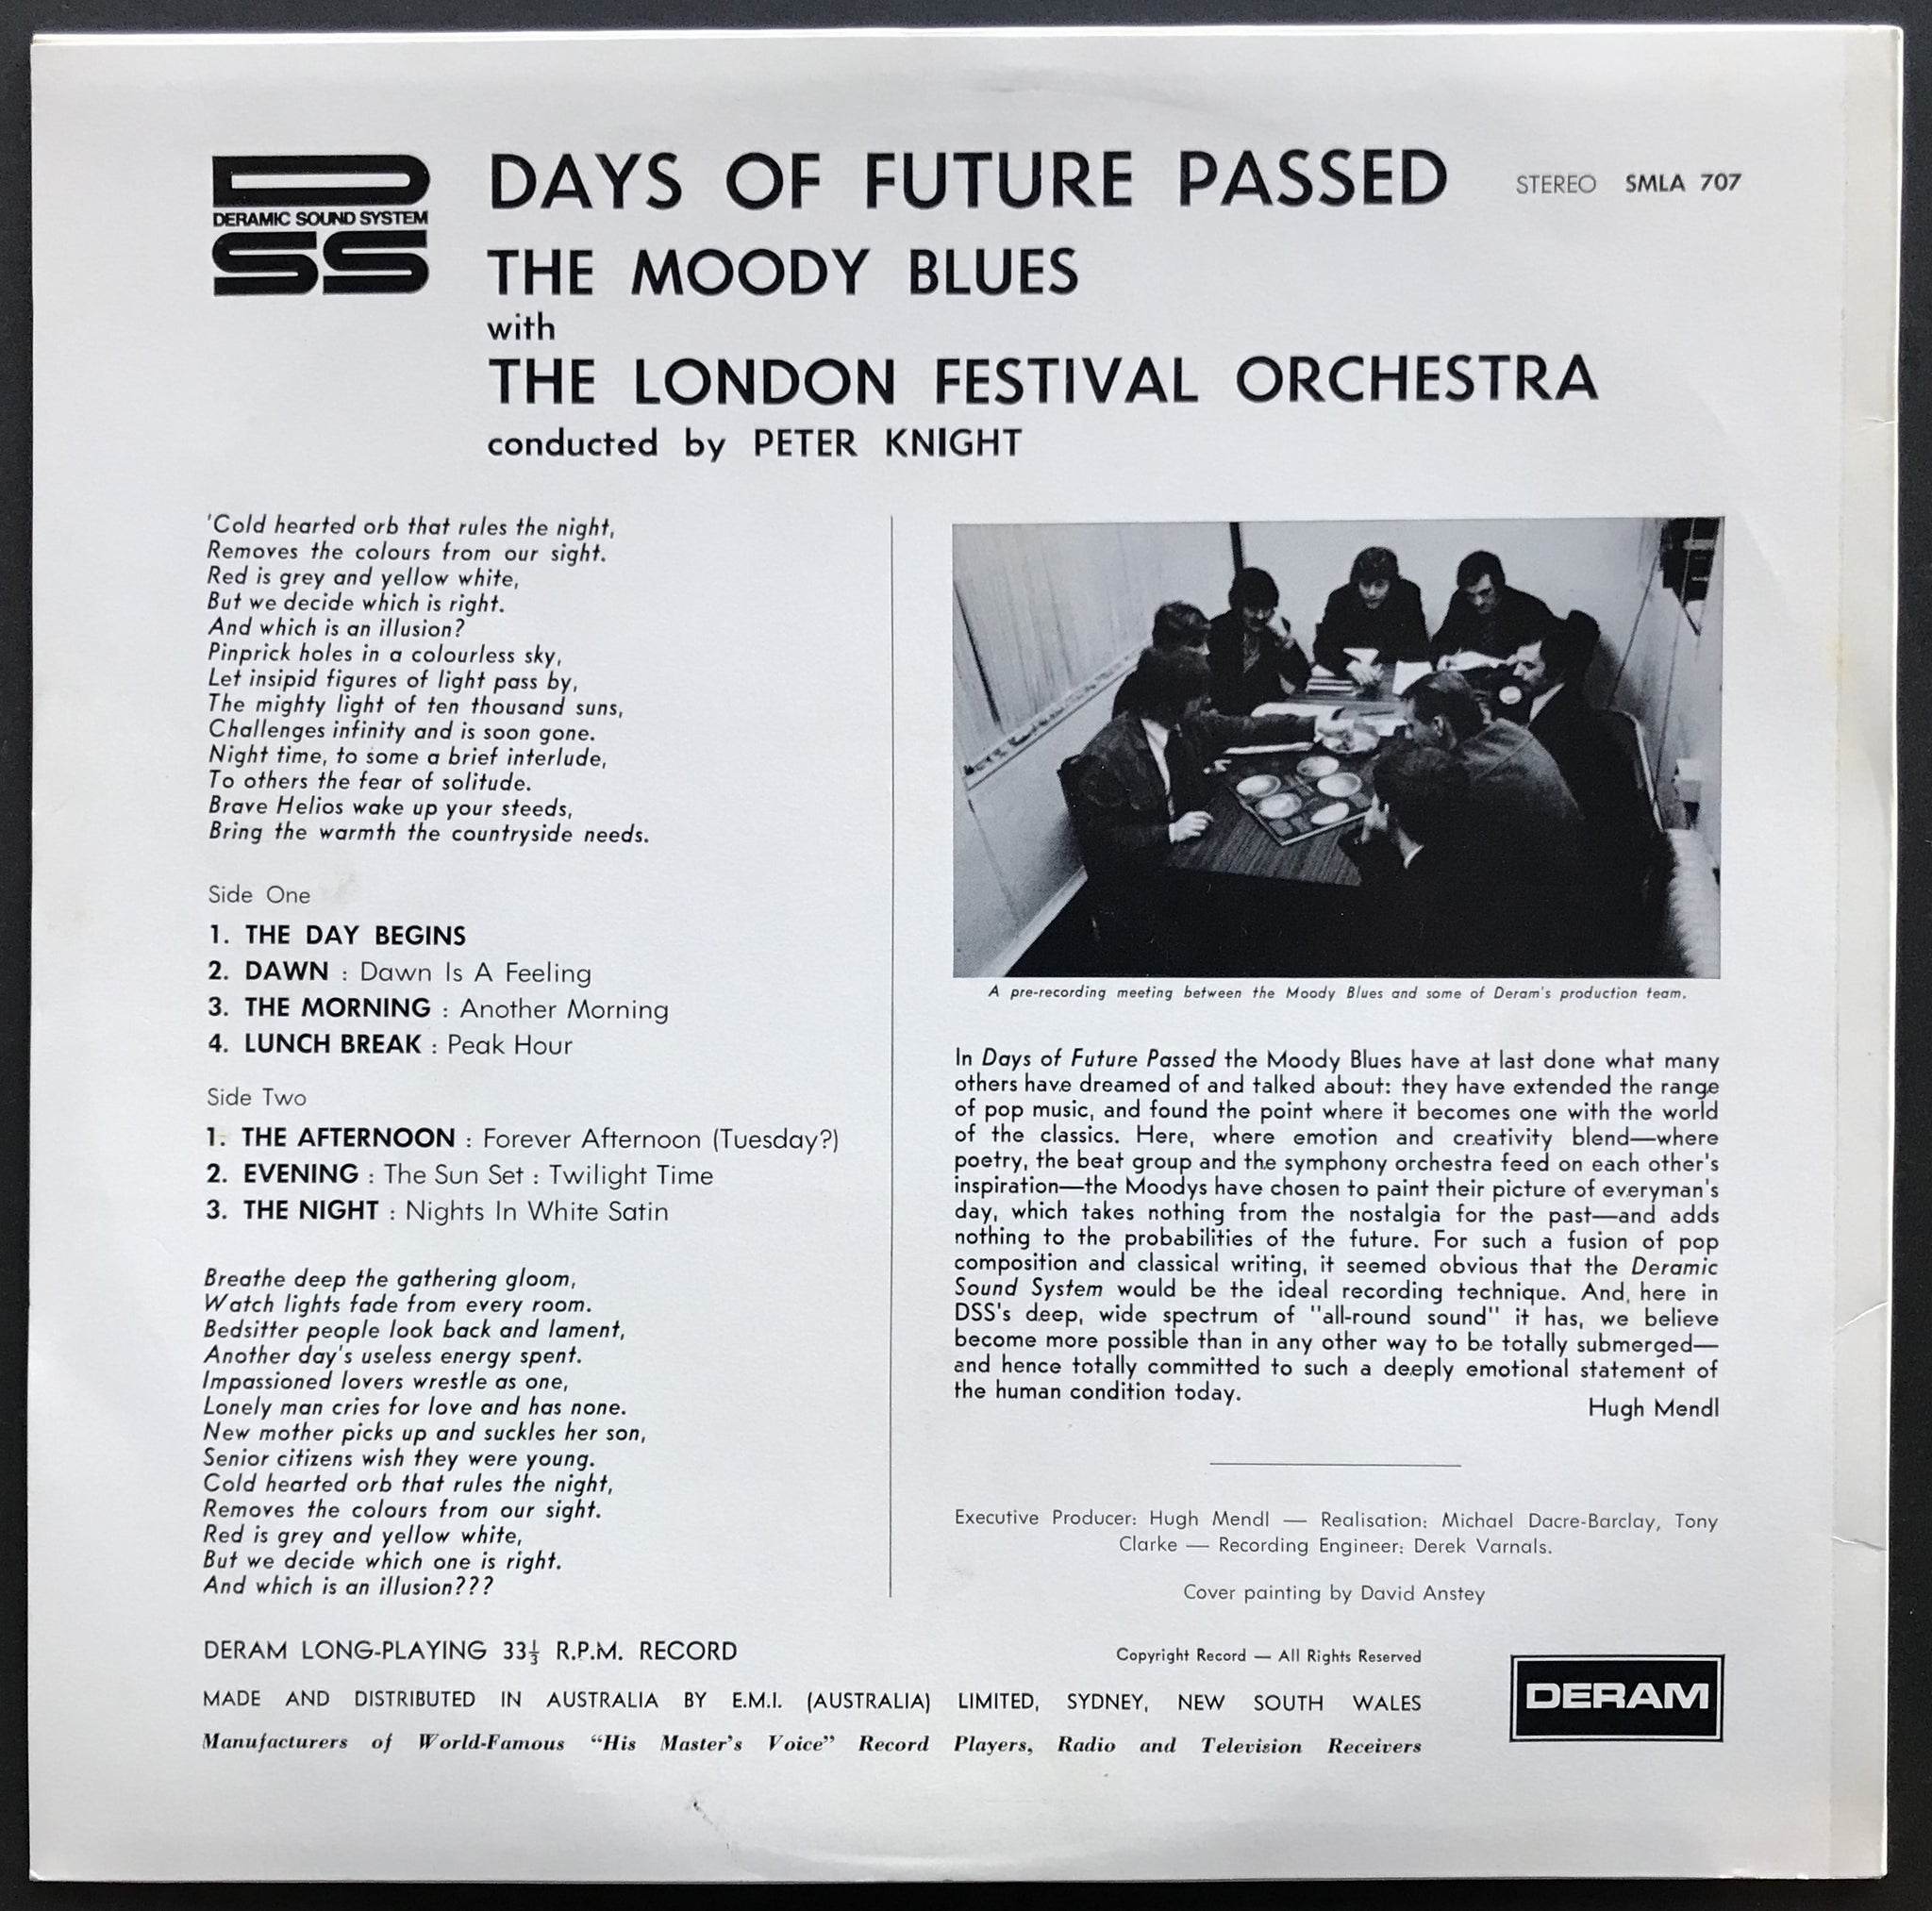 DERAMIC SOUND SYSTEM
DSS
DAYS OF FUTURE PASSED
STEREO SMLA 707
THE MOODY BLUES
with
THE LONDON FESTIVAL ORCHESTRA
conducted by PETER KNIGHT
'Cold hearted orb that rules the night,
Removes the colours from our sight.
Red is grey and yellow white,
But we decide which is right.
And which is an illusion?
Pinprick holes in a colourless sky,
Let insipid figures of light pass by,
The mighty light of ten thousand suns,
Challenges infinity and is soon gone.
Night time, to some a brief interlude,
To others the fear of solitude.
Brave Helios wake up your steeds,
Bring the warmth the countryside needs.
Side One
1. THE DAY BEGINS
2. DAWN : Dawn Is A Feeling
3. THE MORNING : Another Morning
4. LUNCH BREAK : Peak Hour
Side Two
1. THE AFTERNOON : Forever Afternoon (Tuesday?)
2. EVENING : The Sun Set : Twilight Time
3. THE NIGHT : Nights In White Satin
Breathe deep the gathering gloom,
Watch lights fade from every room.
Bedsitter people look back and lament,
Another day's useless energy spent.
Impassioned lovers wrestle as one,
Lonely man cries for love and has none.
New mother picks up and suckles her son,
Senior citizens wish they were young.
Cold hearted orb that rules the night,
Removes the colours from our sight.
Red is grey and yellow white,
But we decide which one is right.
And which is an illusion???
A pre-recording meeting between the Moody Blues and some of Deram's production team.
In Days of Future Passed the Moody Blues have at last done what many
others have dreamed of and talked about: they have extended the range
of pop music, and found the point where it becomes one with the world
of the classics. Here, where emotion and creativity blend—where
poetry, the beat group and the symphony orchestra feed on each other's
inspiration—the Moodys have chosen to paint their picture of everyman's
day, which takes nothing from the nostalgia for the past—and adds
nothing to the probabilities of the future. For such a fusion of pop
composition and classical writing, it seemed obvious that the Deramic
Sound System would be the ideal recording technique. And, here in
DSS's deep, wide spectrum of "all-round sound" it has, we believe
become more possible than in any other way to be totally submerged—
and hence totally committed to such a deeply emotional statement of
the human condition today.
Hugh Mendl
Executive Producer: Hugh Mendl — Realisation: Michael Dacre-Barclay, Tony
Clarke — Recording Engineer: Derek Varnals.
Cover painting by David Anstey
DERAM LONG-PLAYING 33⅓ R.P.M. RECORD
Copyright Record — All Rights Reserved
MADE AND DISTRIBUTED IN AUSTRALIA BY E.M.I. (AUSTRALIA) LIMITED, SYDNEY, NEW SOUTH WALES
Manufacturers of World-Famous “His Master's Voice” Record Players, Radio and Television Receivers
DERAM